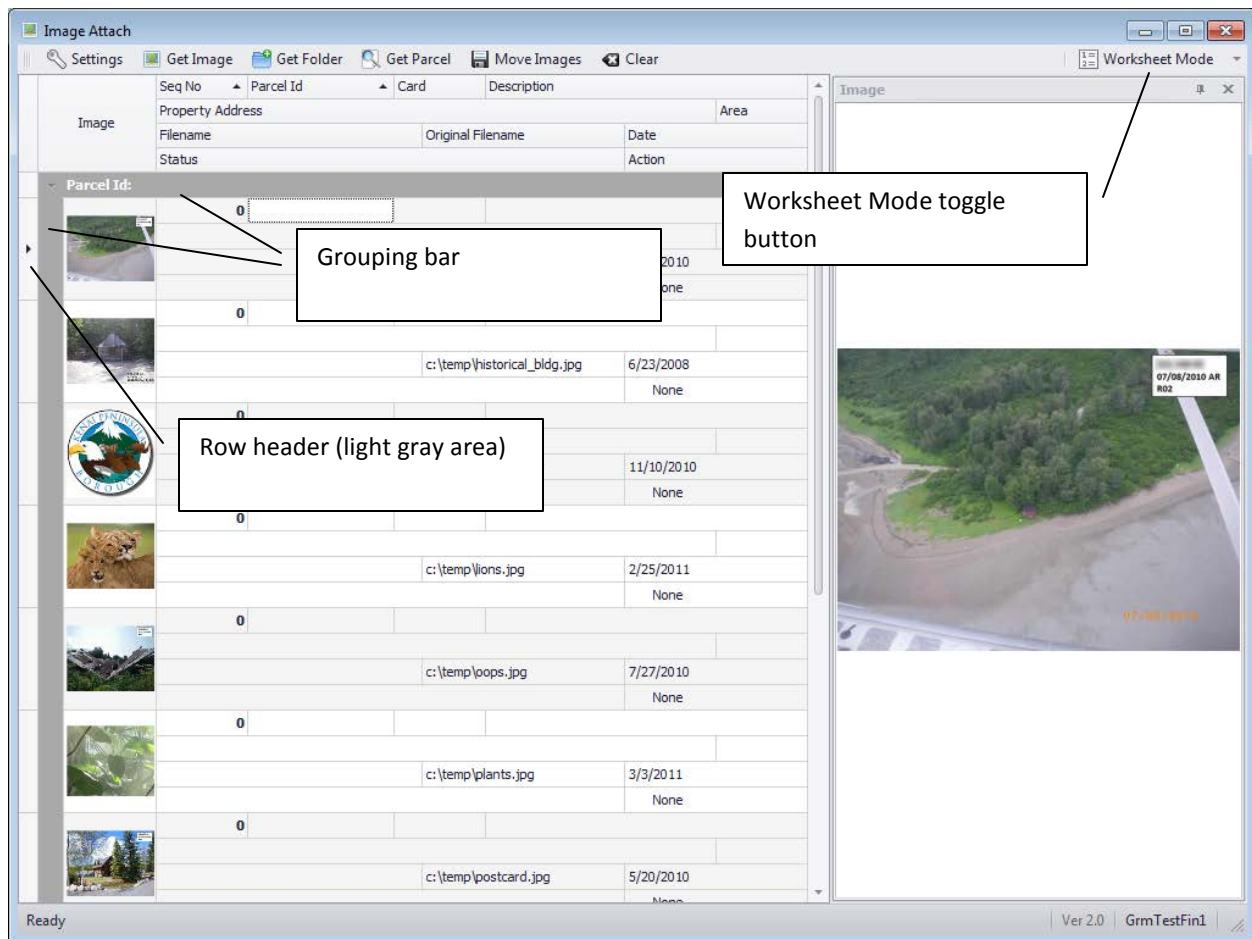 Image Attach
Settings Get Image Get Folder Get Parcel Move Images Clear Worksheet Mode
Image
Seq No Parcel Id Card Description
Property Address Area
Filename Original Filename Date
Status Action
Image
Parcel Id:
Worksheet Mode toggle
button
0
Grouping bar
2010
one
0
c:\temp\historical_bldg.jpg 6/23/2008
None
07/08/2010 AR
R02
0
KENAI PENINSULA
BOROUGH
Row header (light gray area)
11/10/2010
None
0
c:\temp\lions.jpg 2/25/2011
None
0
c:\temp\oops.jpg 7/27/2010
None
0
c:\temp\plants.jpg 3/3/2011
None
0
c:\temp\postcard.jpg 5/20/2010
None
Ready Ver 2.0 GrmTestFin1